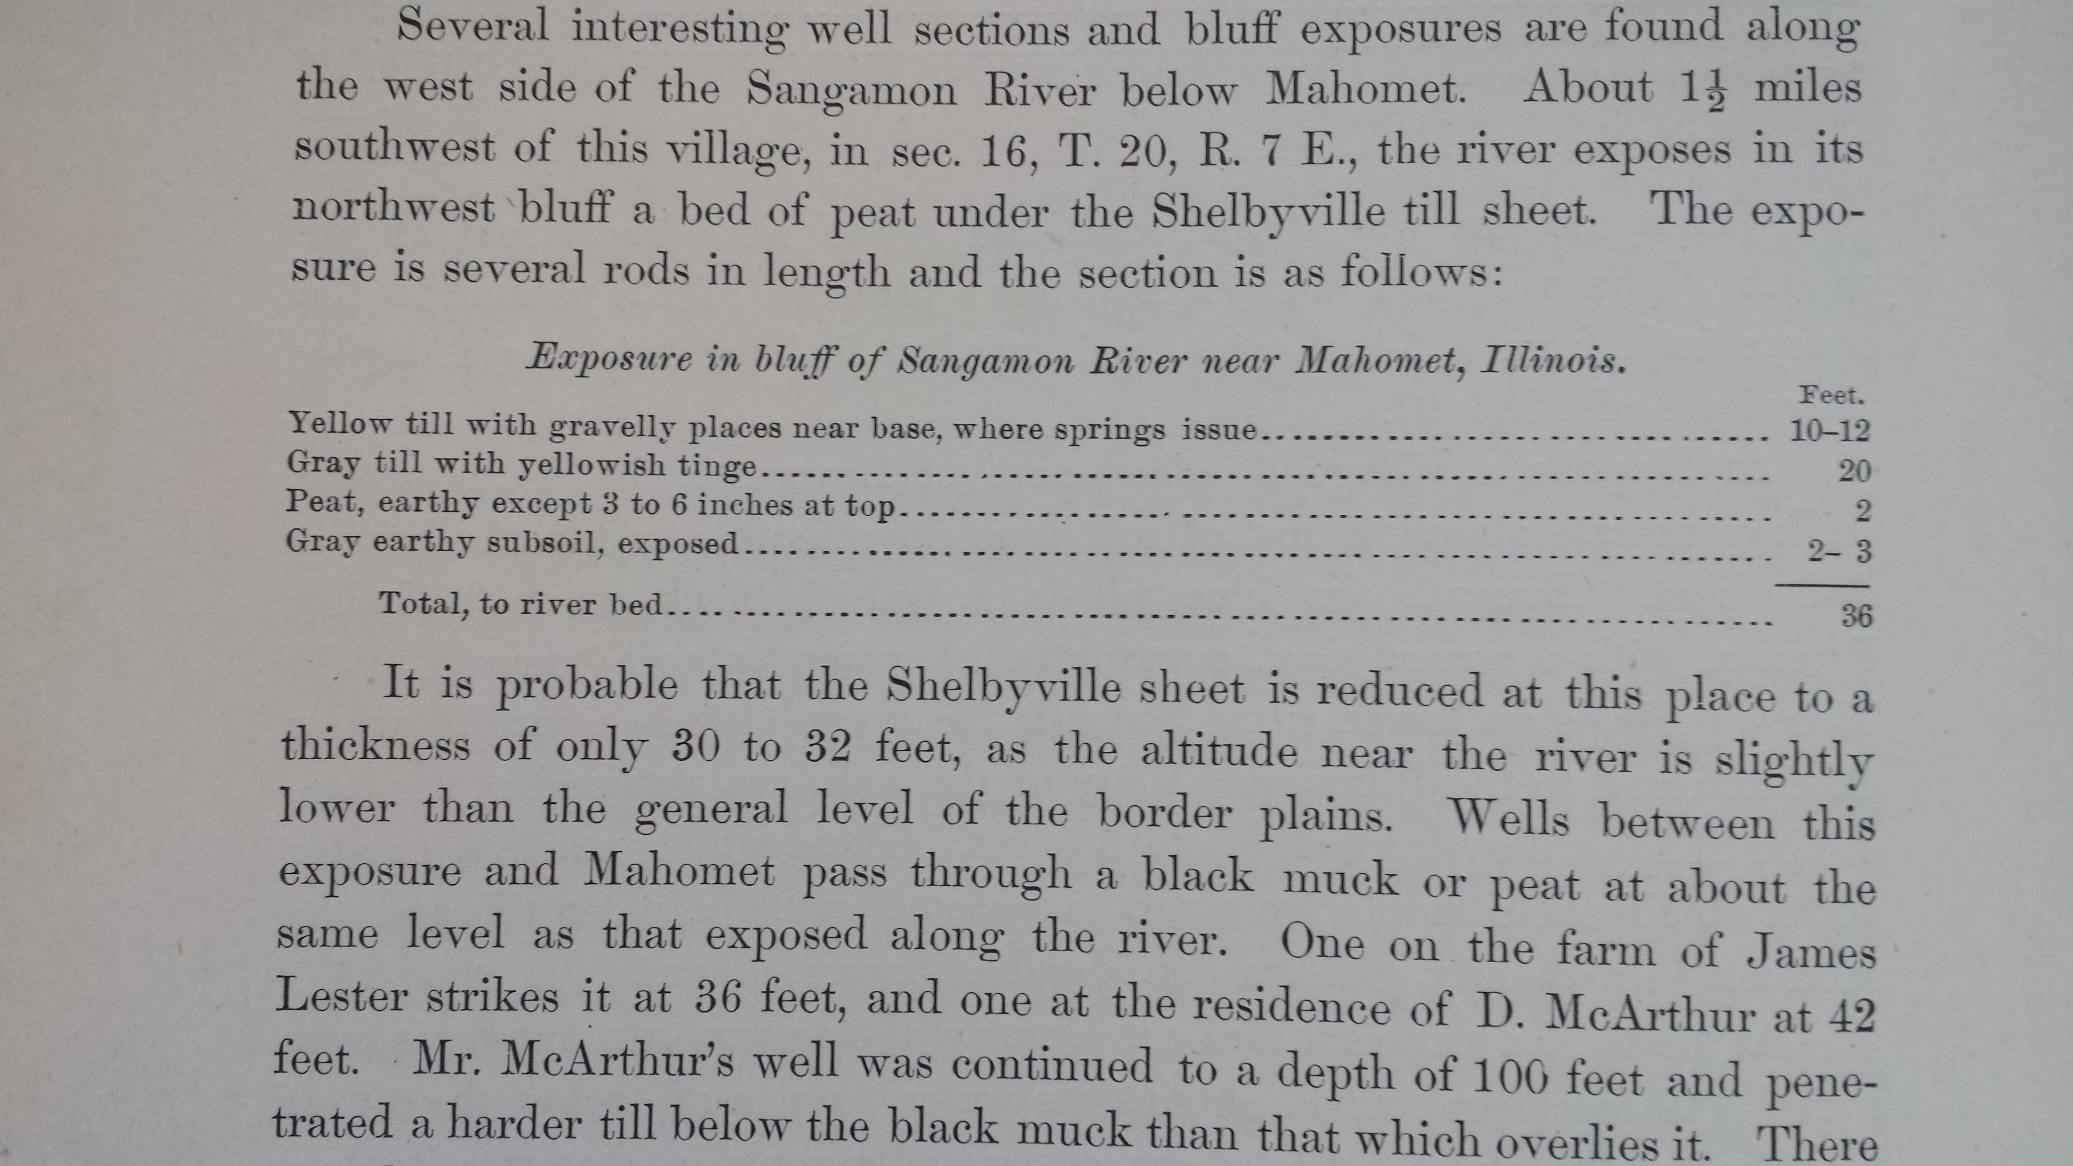 Several interesting well sections and bluff exposures are found along
the west side of the Sangamon River below Mahomet. About 1½ miles
southwest of this village, in sec. 16, T. 20, R. 7 E., the river exposes in its
northwest bluff a bed of peat under the Shelbyville till sheet. The expo-
sure is several rods in length and the section is as follows:
Exposure in bluff of Sangamon River near Mahomet, Illinois.
Feet.
Yellow till with gravelly places near base, where springs issue........................................ 10–12
Gray till with yellowish tinge........................................ 20
Peat, earthy except 3 to 6 inches at top........................................ 2
Gray earthy subsoil, exposed........................................ 2– 3
Total, to river bed........................................ 36
It is probable that the Shelbyville sheet is reduced at this place to a
thickness of only 30 to 32 feet, as the altitude near the river is slightly
lower than the general level of the border plains. Wells between this
exposure and Mahomet pass through a black muck or peat at about the
same level as that exposed along the river. One on the farm of James
Lester strikes it at 36 feet, and one at the residence of D. McArthur at 42
feet. Mr. McArthur's well was continued to a depth of 100 feet and pene-
trated a harder till below the black muck than that which overlies it. There